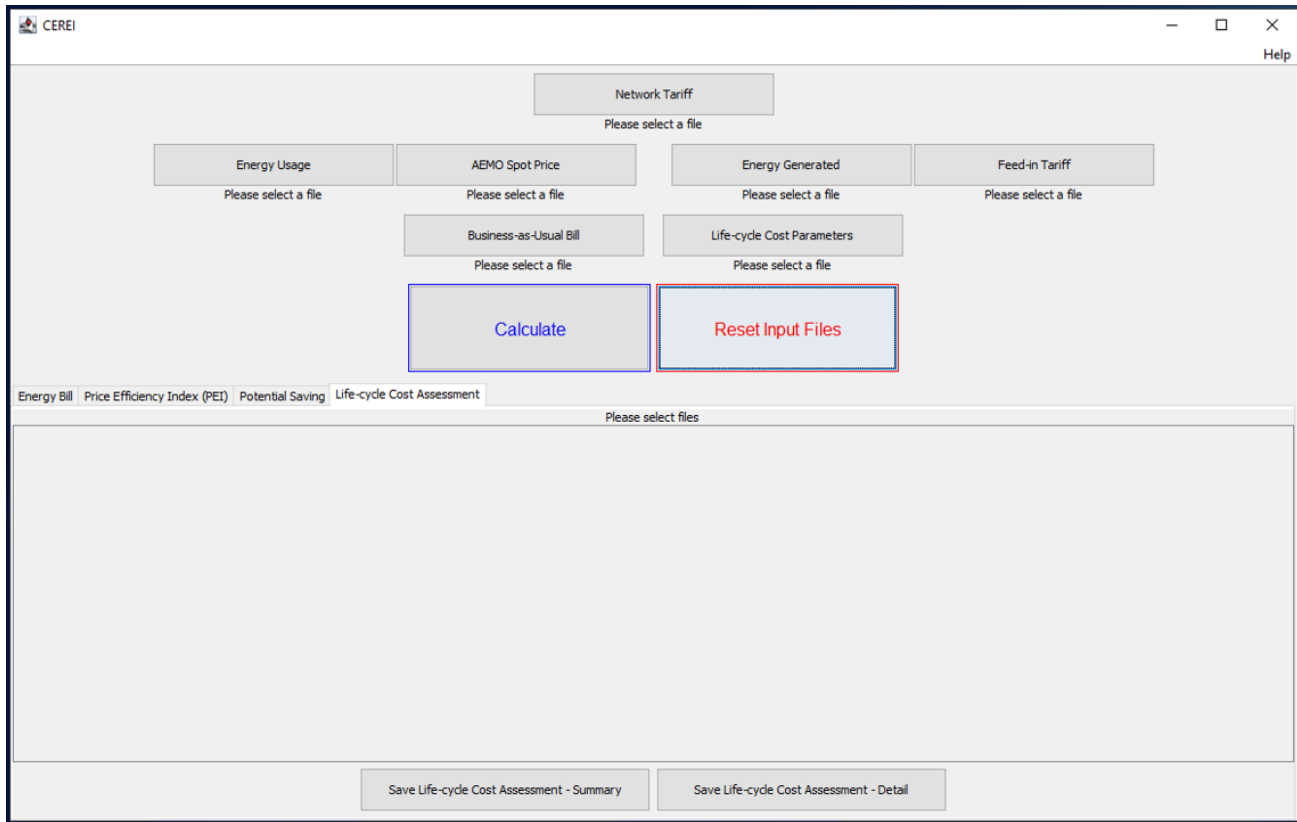 CEREI
Help
Network Tariff
Please select a file
Energy Usage
AEMO Spot Price
Energy Generated
Feed-in Tariff
Please select a file
Please select a file
Please select a file
Please select a file
Business-as-Usual Bill
Life-cycle Cost Parameters
Please select a file
Please select a file
Calculate
Reset Input Files
Energy Bill
Price Efficiency Index (PEI)
Potential Saving
Life-cycle Cost Assessment
Please select files
Save Life-cycle Cost Assessment - Summary
Save Life-cycle Cost Assessment - Detail